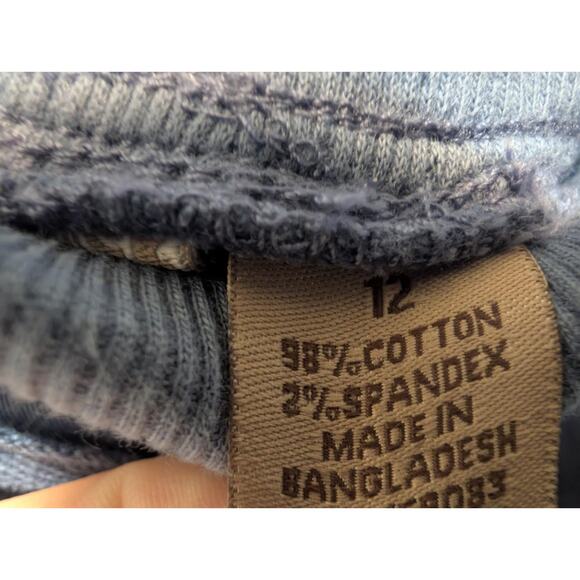 12
98% COTTON
2% SPANDEX
MADE IN
BANGLADESH